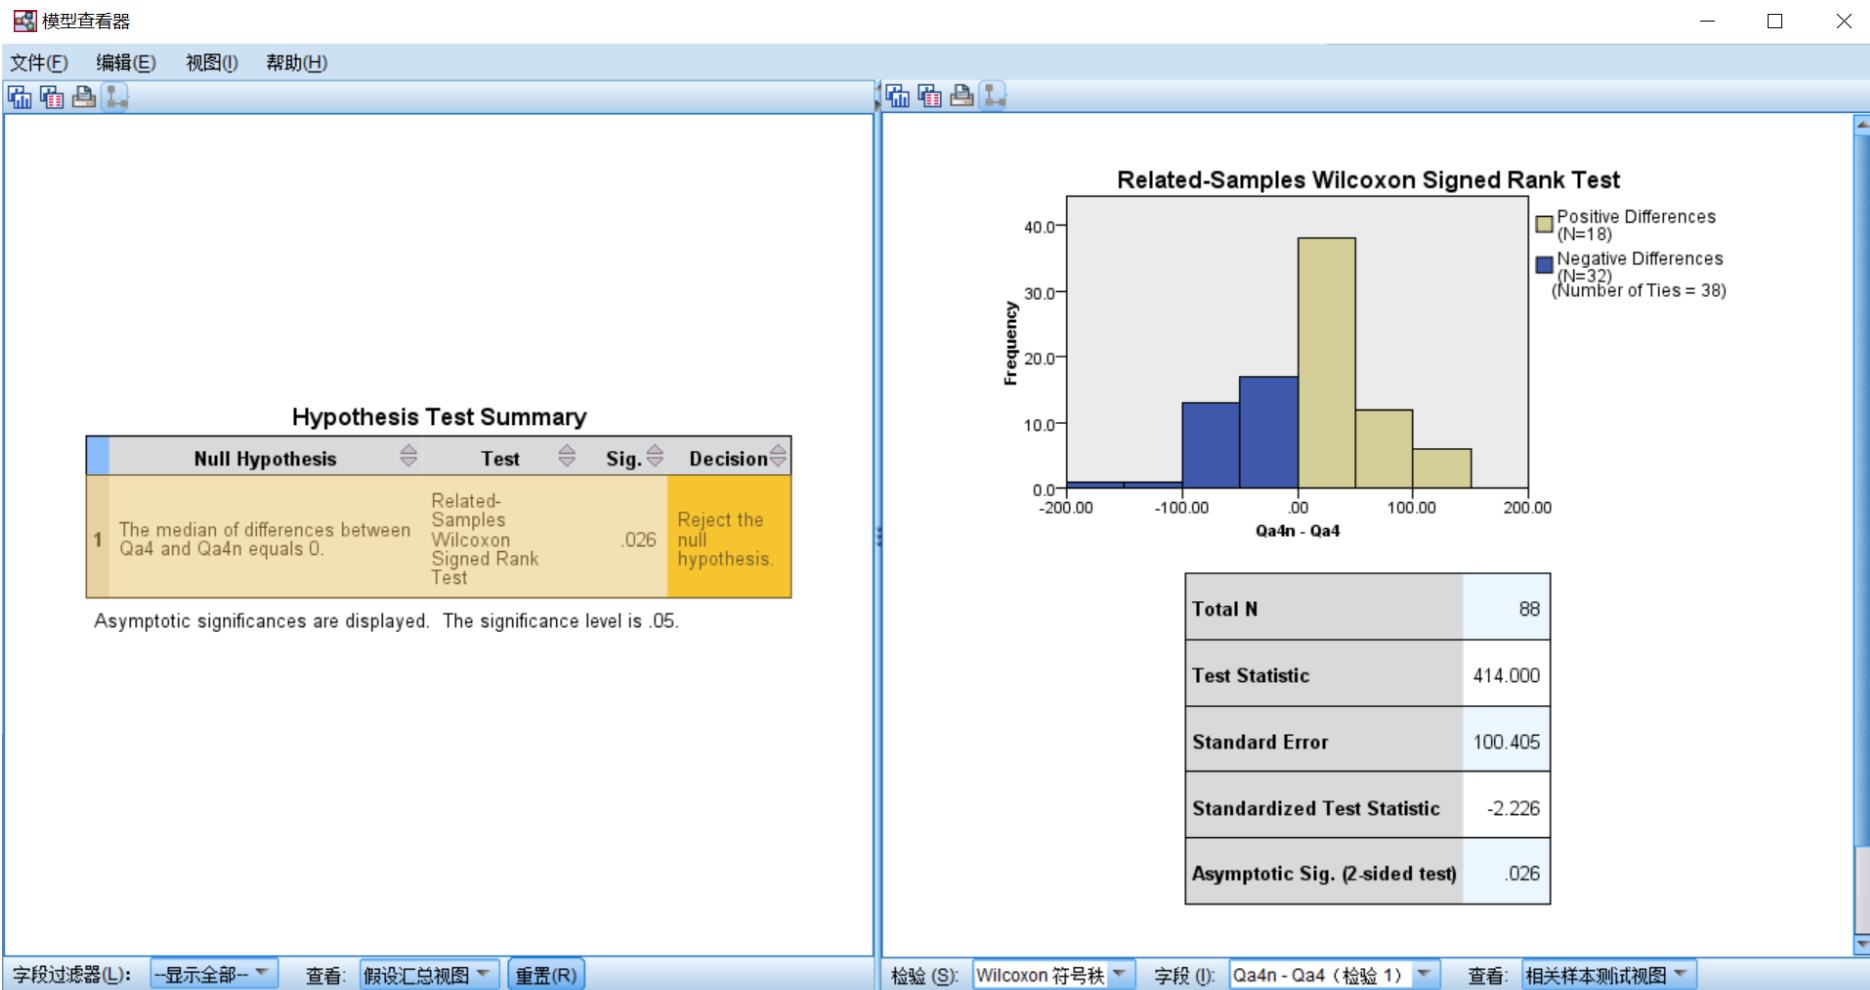 模型查看器
文件(F) 编辑(E) 视图(I) 帮助(H)
Hypothesis Test Summary
Null Hypothesis Test Sig. Decision
1
The median of differences between
Qa4 and Qa4n equals 0.
Related-
Samples
Wilcoxon
Signed Rank
Test
.026
Reject the
null
hypothesis.
Asymptotic significances are displayed. The significance level is .05.
字段过滤器(L): --显示全部-- 查看: 假设汇总视图 重置(R)
Related-Samples Wilcoxon Signed Rank Test
Positive Differences
(N=18)
Negative Differences
(N=32)
(Number of Ties = 38)
Frequency
40.0
30.0
20.0
10.0
0.0
-200.00 -100.00 .00 100.00 200.00
Qa4n - Qa4
Total N 88
Test Statistic 414.000
Standard Error 100.405
Standardized Test Statistic -2.226
Asymptotic Sig. (2-sided test) .026
检验 (S): Wilcoxon 符号秩 字段 (I): Qa4n - Qa4（检验 1） 查看: 相关样本测试视图